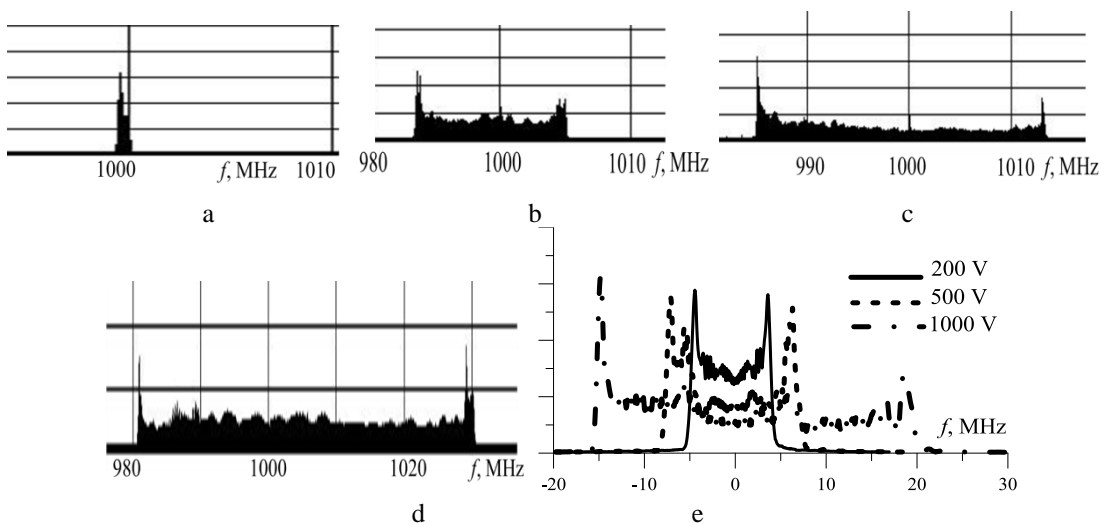 1000 f, MHz 1010
a
980 1000 1010
f, MHz
b
990 1000 1010 f, MHz
c
980 1000 1020 f, MHz
d
200 V
500 V
1000 V
f, MHz
-20 -10 0 10 20 30
e